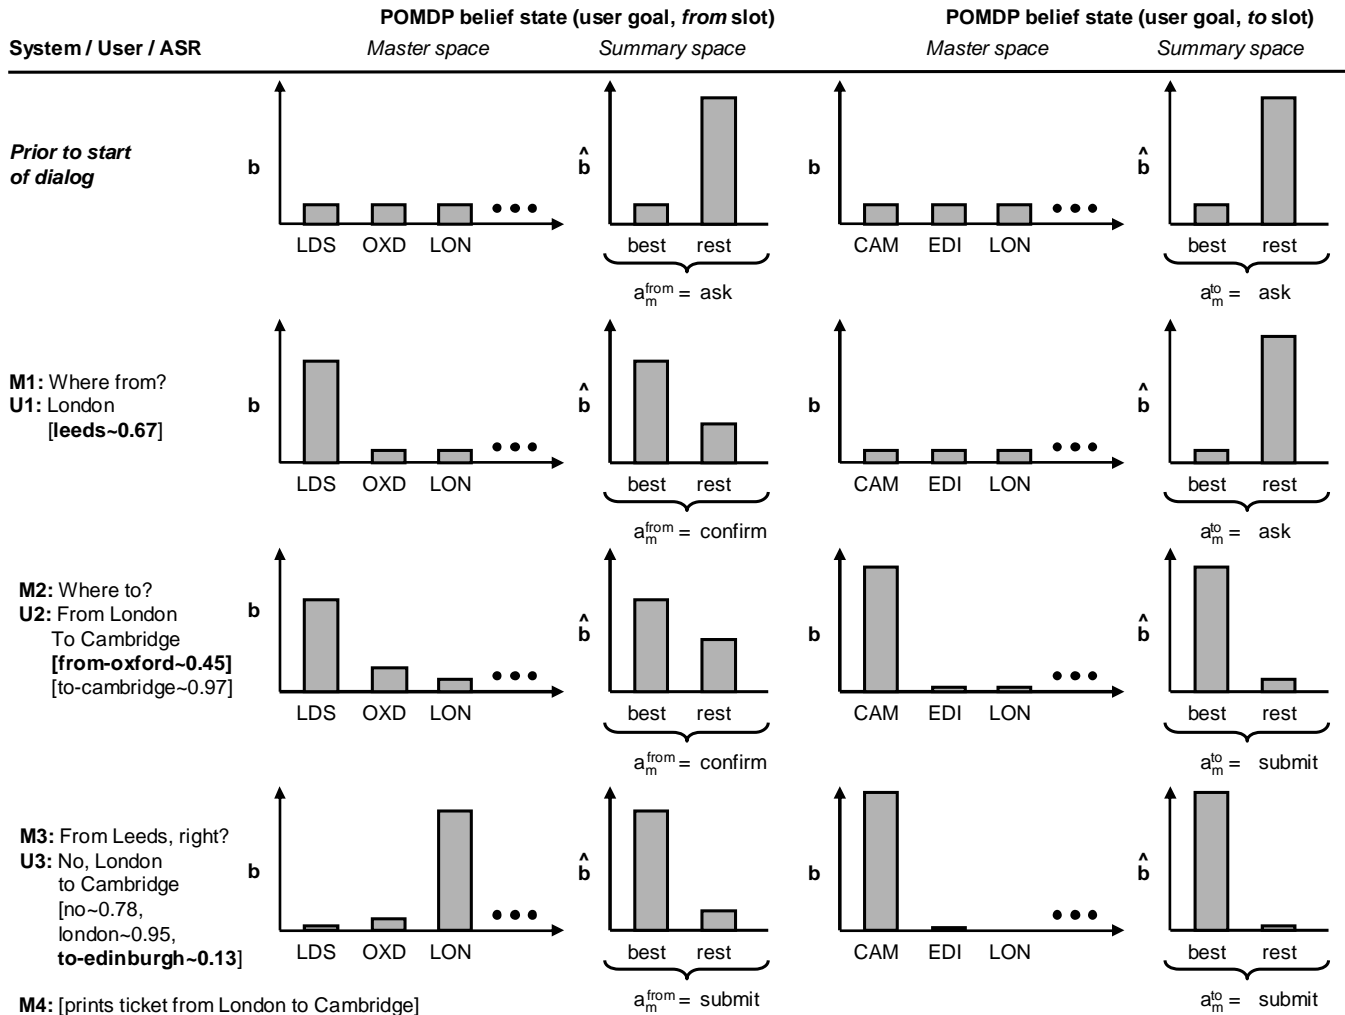 POMDP belief state (user goal, from slot) POMDP belief state (user goal, to slot)
System / User / ASR Master space Summary space Master space Summary space
Prior to start
of dialog
b
LDS OXD LON
b̂
best rest
a_m^from = ask
b
CAM EDI LON
b̂
best rest
a_m^to = ask
M1: Where from?
U1: London
[leeds~0.67]
b
LDS OXD LON
b̂
best rest
a_m^from = confirm
b
CAM EDI LON
b̂
best rest
a_m^to = ask
M2: Where to?
U2: From London
To Cambridge
[from-oxford~0.45]
[to-cambridge~0.97]
b
LDS OXD LON
b̂
best rest
a_m^from = confirm
b
CAM EDI LON
b̂
best rest
a_m^to = submit
M3: From Leeds, right?
U3: No, London
to Cambridge
[no~0.78,
london~0.95,
to-edinburgh~0.13]
b
LDS OXD LON
b̂
best rest
a_m^from = submit
b
CAM EDI LON
b̂
best rest
a_m^to = submit
M4: [prints ticket from London to Cambridge]